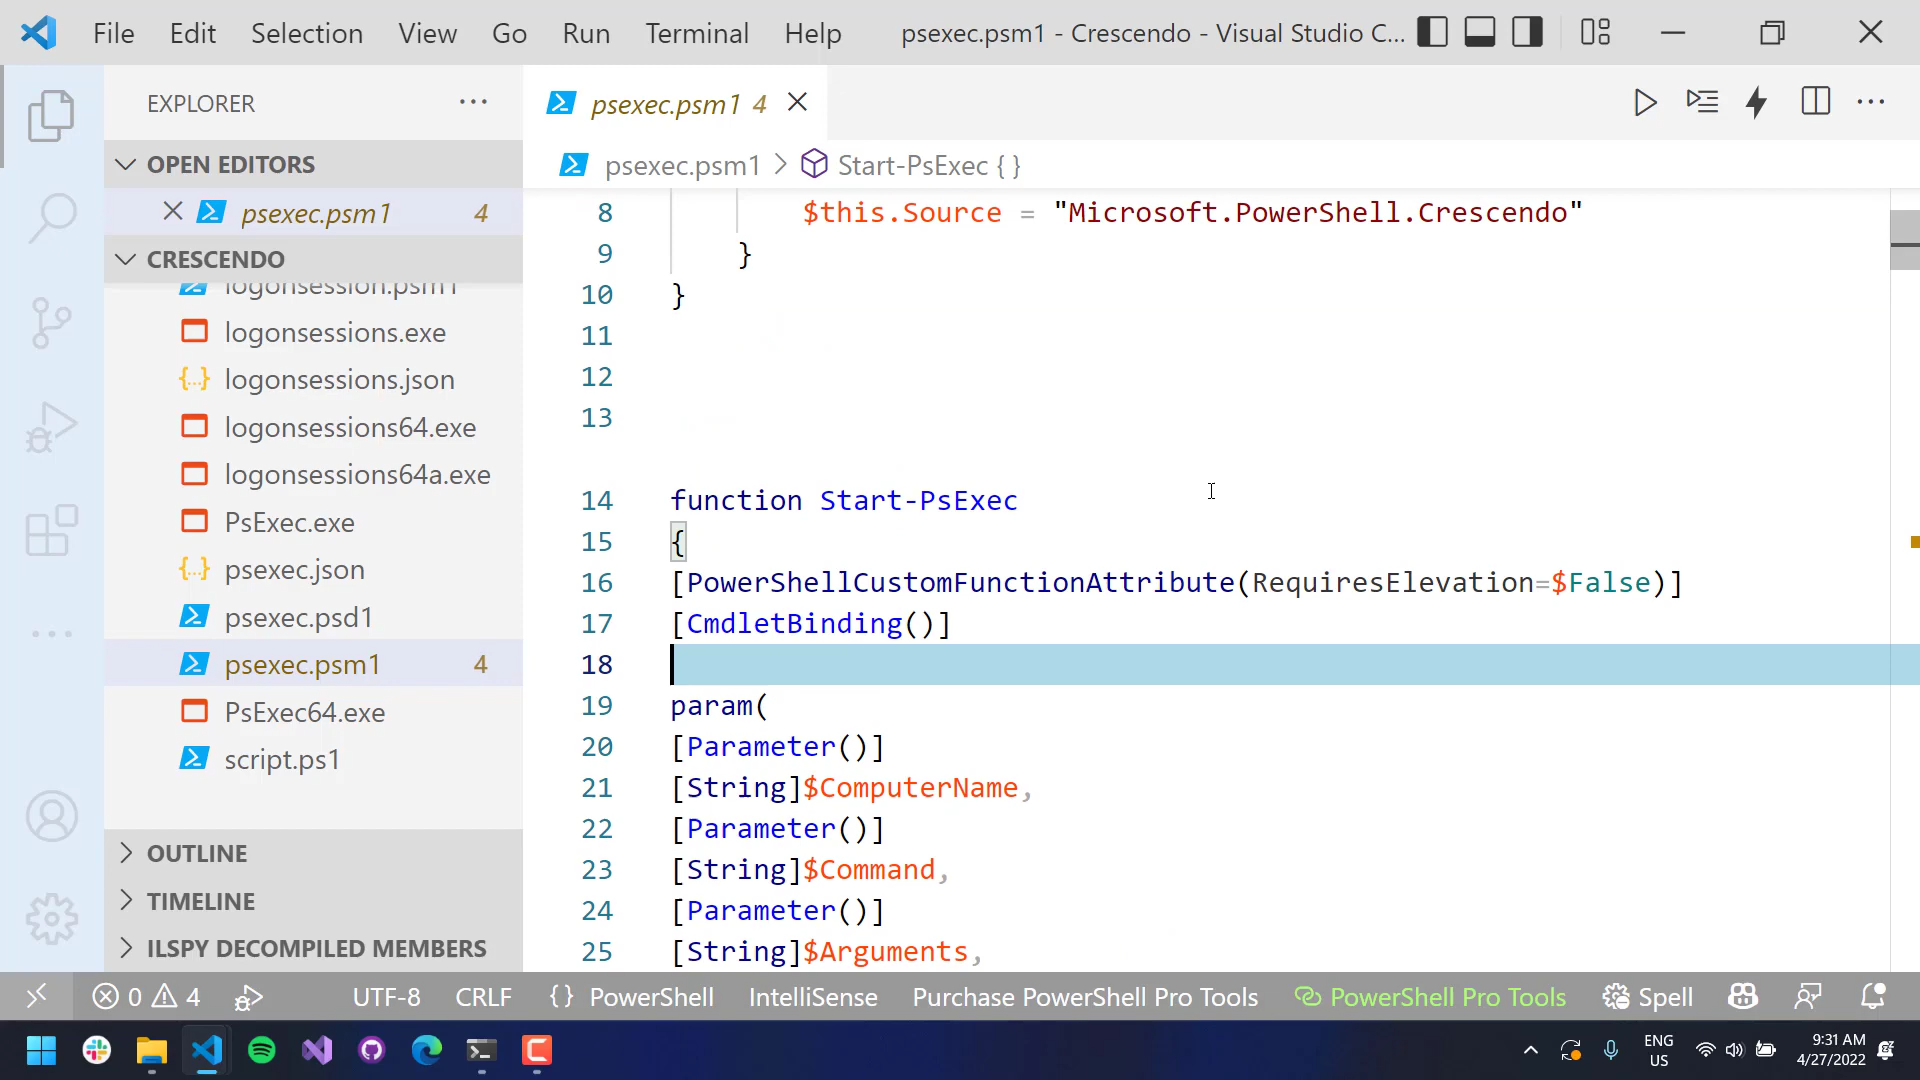 File Edit Selection View Go Run Terminal Help psexec.psm1 - Crescendo - Visual Studio C...
EXPLORER
OPEN EDITORS
psexec.psm1 4
CRESCENDO
logonsession.psm1
logonsessions.exe
{..} logonsessions.json
logonsessions64.exe
logonsessions64a.exe
PsExec.exe
{..} psexec.json
psexec.psd1
psexec.psm1 4
PsExec64.exe
script.ps1
OUTLINE
TIMELINE
ILSPY DECOMPILED MEMBERS
psexec.psm1 4
psexec.psm1 > Start-PsExec { }
8 $this.Source = "Microsoft.PowerShell.Crescendo"
9 }
10 }
11
12
13
14 function Start-PsExec
15 {
16 [PowerShellCustomFunctionAttribute(RequiresElevation=$False)]
17 [CmdletBinding()]
18
19 param(
20 [Parameter()]
21 [String]$ComputerName,
22 [Parameter()]
23 [String]$Command,
24 [Parameter()]
25 [String]$Arguments,
0 4 UTF-8 CRLF {} PowerShell IntelliSense Purchase PowerShell Pro Tools PowerShell Pro Tools Spell
ENG
US
9:31 AM
4/27/2022